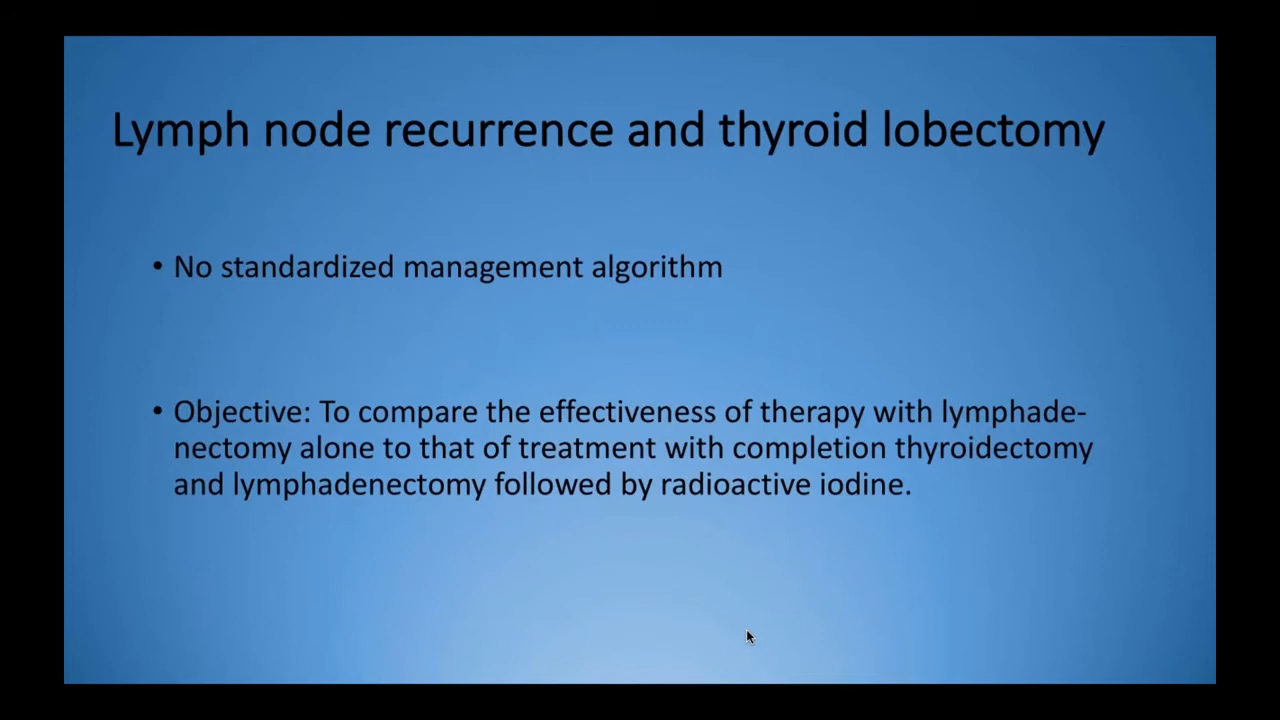 Lymph node recurrence and thyroid lobectomy
• No standardized management algorithm
• Objective: To compare the effectiveness of therapy with lymphade-
nectomy alone to that of treatment with completion thyroidectomy
and lymphadenectomy followed by radioactive iodine.